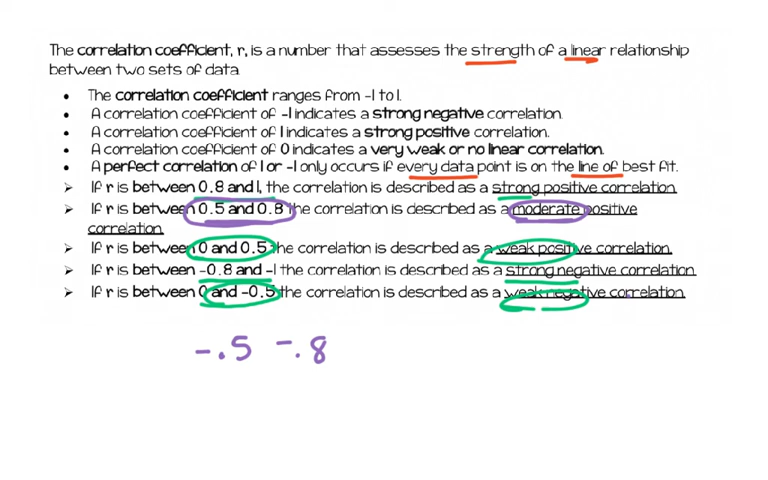 The correlation coefficient, r, is a number that assesses the strength of a linear relationship
between two sets of data.
• The correlation coefficient ranges from -1 to 1.
• A correlation coefficient of -1 indicates a strong negative correlation.
• A correlation coefficient of 1 indicates a strong positive correlation.
• A correlation coefficient of 0 indicates a very weak or no linear correlation.
• A perfect correlation of 1 or -1 only occurs if every data point is on the line of best fit.
➢ If r is between 0.8 and 1, the correlation is described as a strong positive correlation
➢ If r is between 0.5 and 0.8 the correlation is described as a moderate positive
correlation
➢ If r is between 0 and 0.5 the correlation is described as a weak positive correlation.
➢ If r is between -0.8 and -1 the correlation is described as a strong negative correlation
➢ If r is between 0 and -0.5 the correlation is described as a weak negative correlation
-.5 -.8